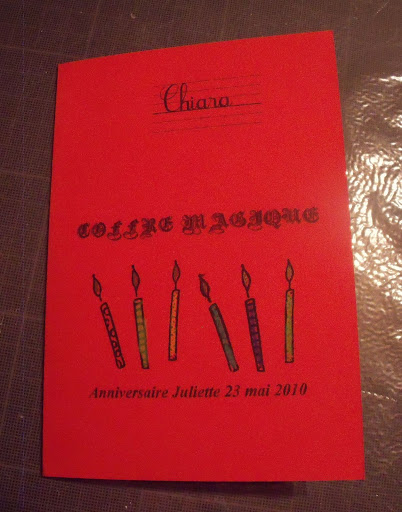 Chiara
COFFRE MAGIQUE
Anniversaire Juliette 23 mai 2010